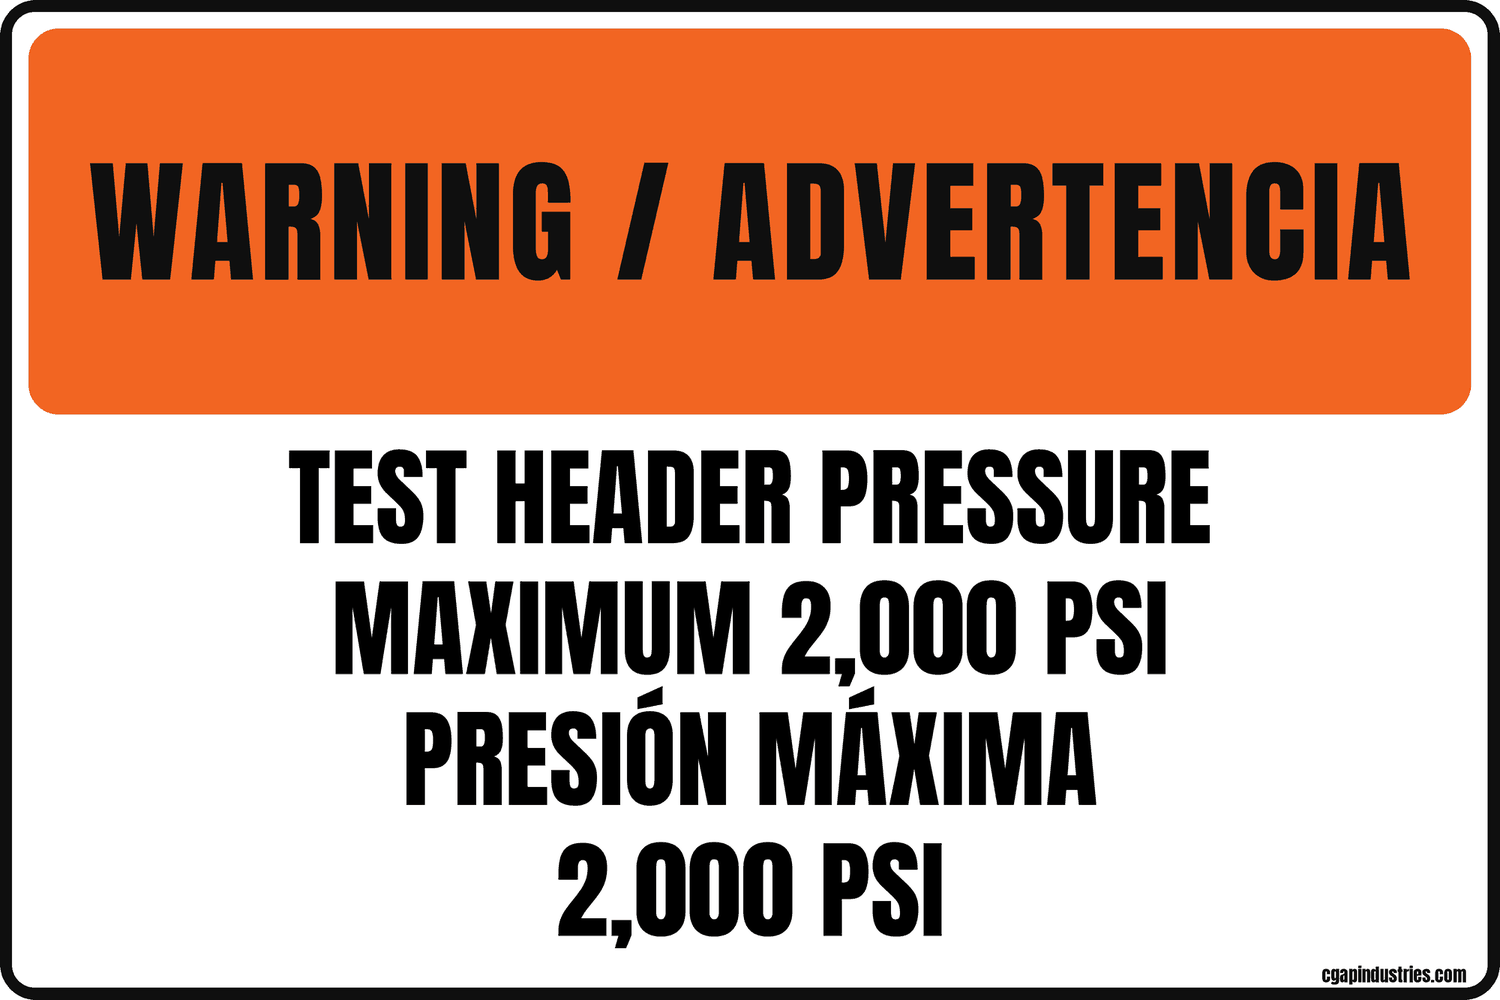 WARNING / ADVERTENCIA
TEST HEADER PRESSURE
MAXIMUM 2,000 PSI
PRESIÓN MÁXIMA
2,000 PSI
cgapindustries.com